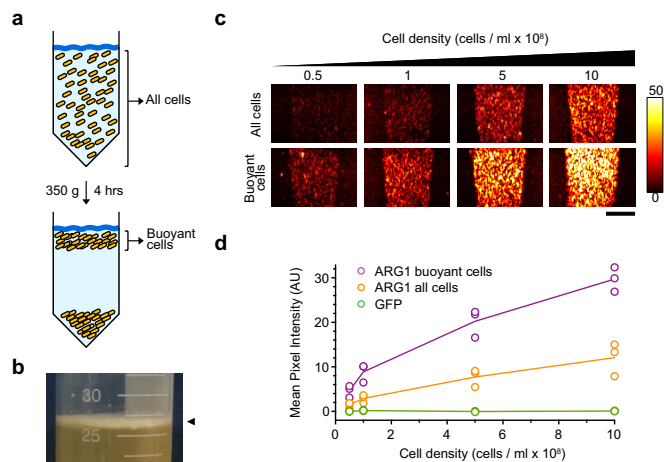 a
All cells
350 g
4 hrs
Buoyant
cells
b
30
25
c
Cell density (cells / ml x 10⁸)
0.5
1
5
10
All cells
Buoyant
cells
50
0
d
ARG1 buoyant cells
ARG1 all cells
GFP
Mean Pixel Intensity (AU)
30
20
10
0
0
2
4
6
8
10
Cell density (cells / ml x 10⁸)